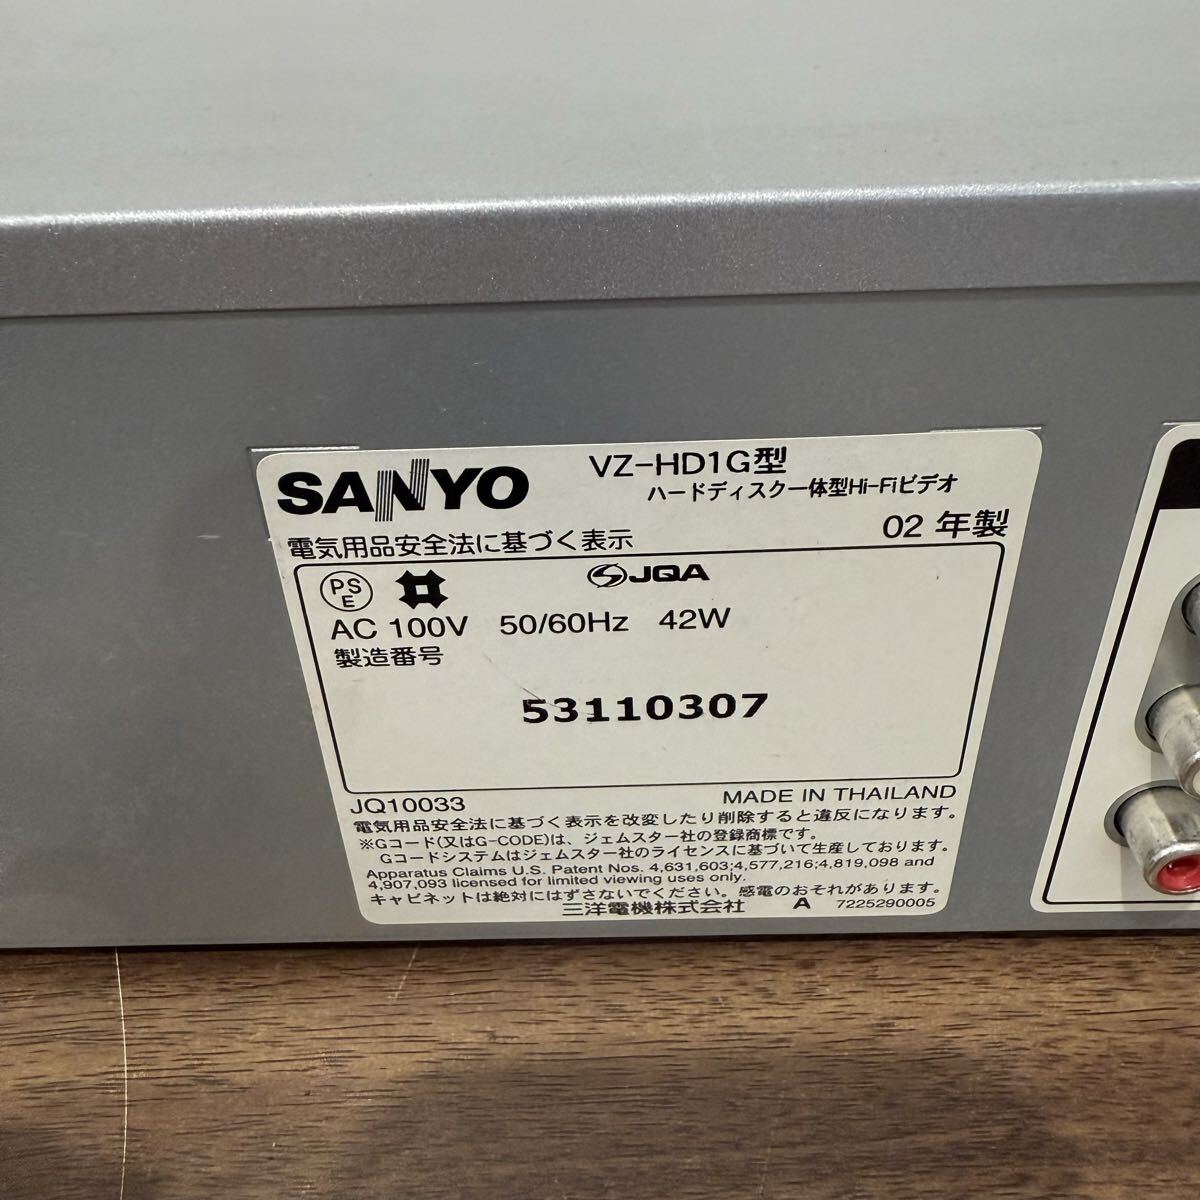 SANYO
VZ-HD1G型
ハードディスク一体型Hi-Fiビデオ
02 年製
電気用品安全法に基づく表示
PSE
JQA
AC 100V 50/60Hz 42W
製造番号
53110307
JQ10033
MADE IN THAILAND
電気用品安全法に基づく表示を改変したり削除すると違反になります。
※Gコード(又はG-CODE)は、ジェムスター社の登録商標です。
Gコードシステムはジェムスター社のライセンスに基づいて生産しております。
Apparatus Claims U.S. Patent Nos. 4,631,603;4,577,216;4,819,098 and
4,907,093 licensed for limited viewing uses only.
キャビネットは絶対にはずさないでください。感電のおそれがあります。
三洋電機株式会社 A 7225290005